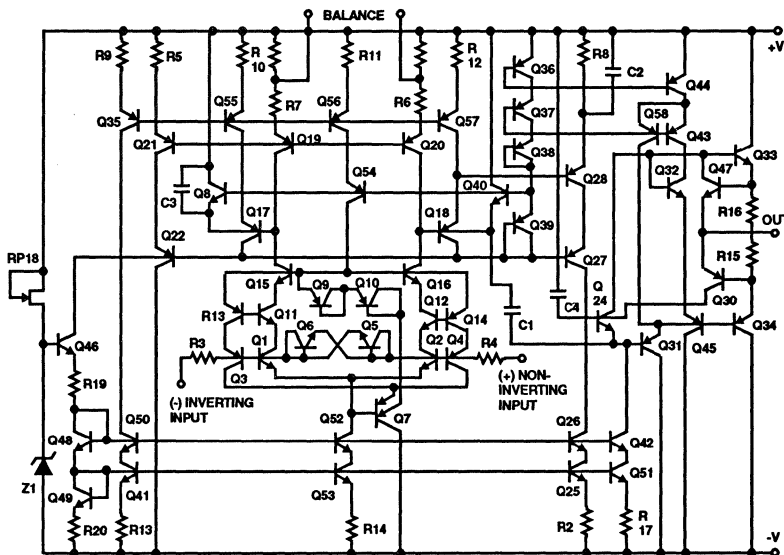 BALANCE
+V
R9
R5
R 10
R11
R 12
R8
C2
Q36
Q44
R7
R6
Q55
Q56
Q57
Q37
Q58
Q43
Q35
Q21
Q19
Q20
Q38
Q33
Q54
Q28
Q32
Q47
C3
Q8
Q40
R16
OUT
Q17
Q18
Q39
R15
Q22
Q27
RP18
Q15
Q9
Q10
Q16
Q 24
Q30
Q12
Q14
C1
C4
R13
Q11
Q6
Q5
Q46
Q1
Q2
Q4
R4
Q31
Q45
Q34
R3
Q3
R19
(-) INVERTING INPUT
(+) NON-
INVERTING
INPUT
Q7
Q48
Q50
Q52
Q26
Q42
Z1
Q49
Q41
Q53
Q25
Q51
R20
R13
R14
R2
R 17
-V